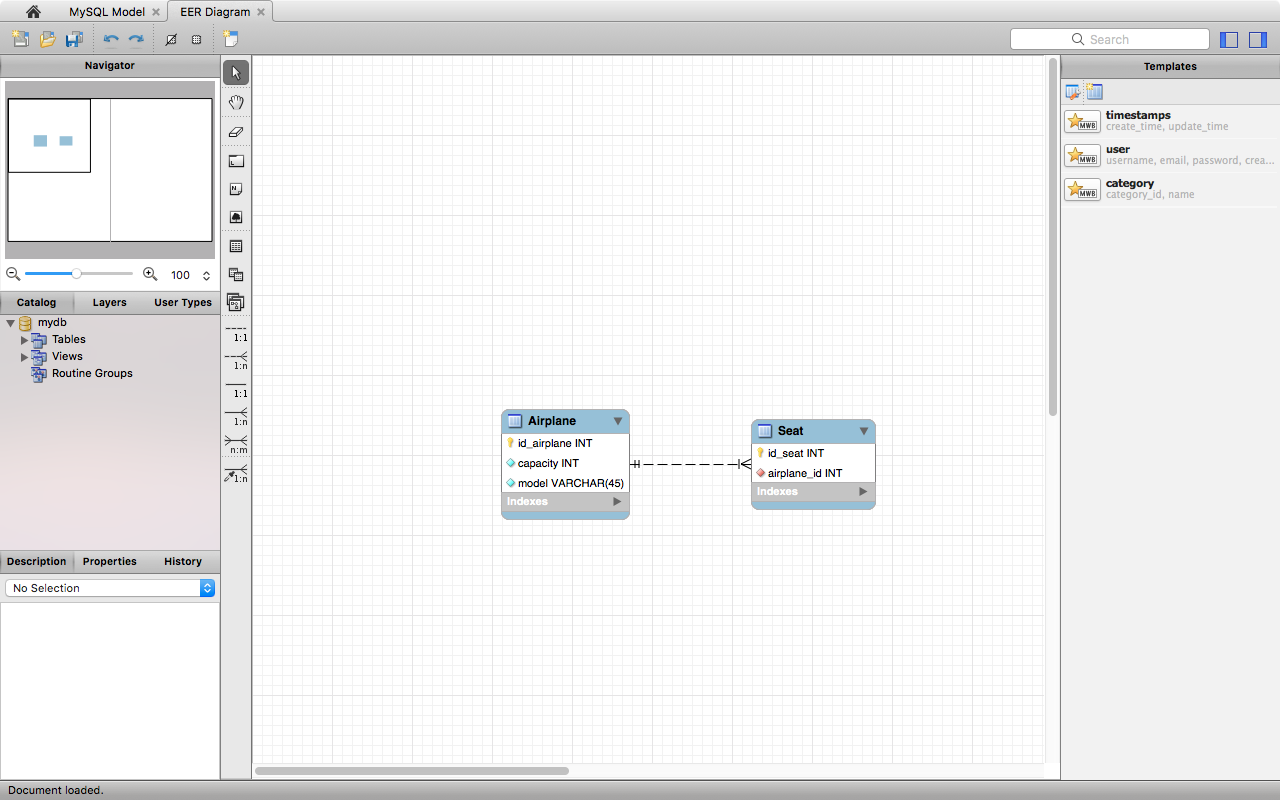 MySQL Model
EER Diagram
Search
Navigator
100
Catalog
Layers
User Types
mydb
Tables
Views
Routine Groups
Description
Properties
History
No Selection
1:1
1:n
1:1
1:n
n:m
1:n
Airplane
id_airplane INT
capacity INT
model VARCHAR(45)
Indexes
Seat
id_seat INT
airplane_id INT
Indexes
Templates
MWB
timestamps
create_time, update_time
MWB
user
username, email, password, crea...
MWB
category
category_id, name
Document loaded.